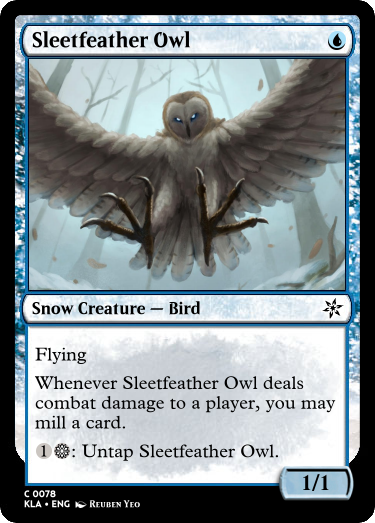 Sleetfeather Owl
Snow Creature — Bird
Flying
Whenever Sleetfeather Owl deals
combat damage to a player, you may
mill a card.
1 : Untap Sleetfeather Owl.
1/1
C 0078
KLA • ENG Reuben Yeo